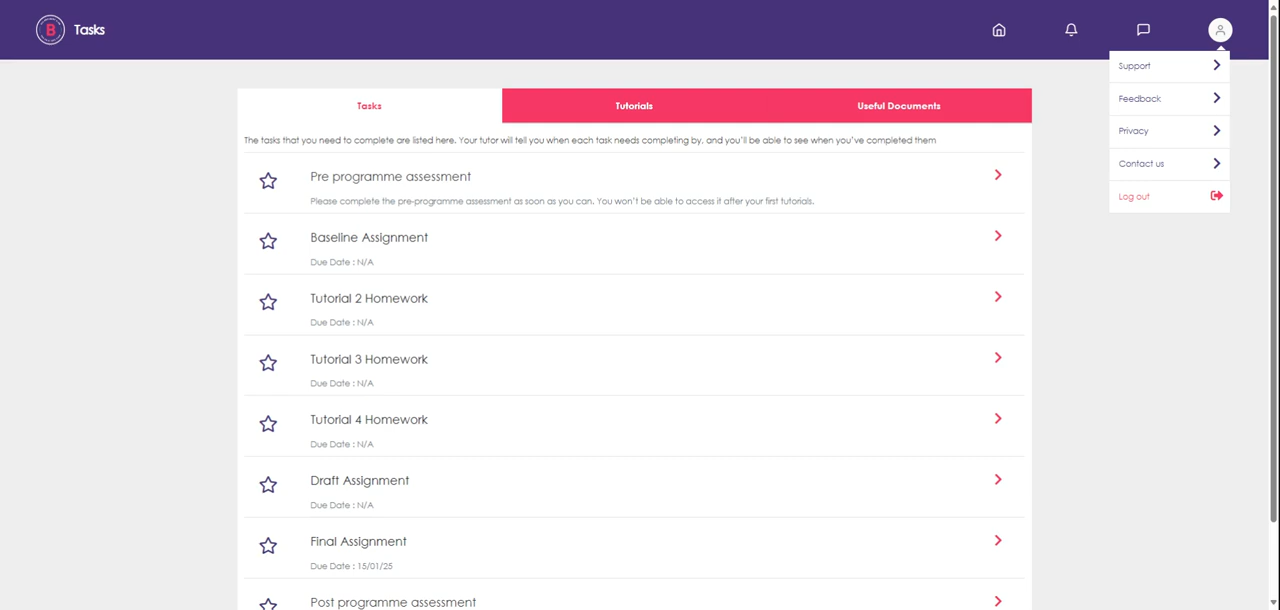 B Tasks
Support
Feedback
Privacy
Contact us
Log out
Tasks Tutorials Useful Documents
The tasks that you need to complete are listed here. Your tutor will tell you when each task needs completing by, and you'll be able to see when you've completed them
Pre programme assessment
Please complete the pre-programme assessment as soon as you can. You won't be able to access it after your first tutorials.
Baseline Assignment
Due Date : N/A
Tutorial 2 Homework
Due Date : N/A
Tutorial 3 Homework
Due Date : N/A
Tutorial 4 Homework
Due Date : N/A
Draft Assignment
Due Date : N/A
Final Assignment
Due Date : 15/01/25
Post programme assessment